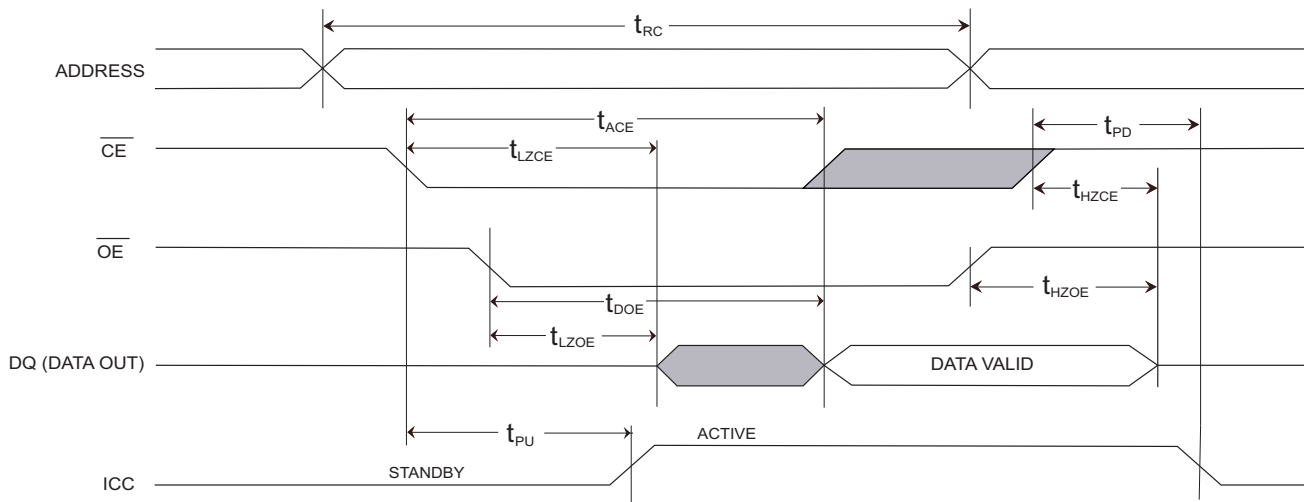 tRC
ADDRESS
tACE
tPD
CE
tLZCE
tHZCE
OE
tDOE
tHZOE
tLZOE
DQ (DATA OUT)
DATA VALID
tPU
ACTIVE
STANDBY
ICC